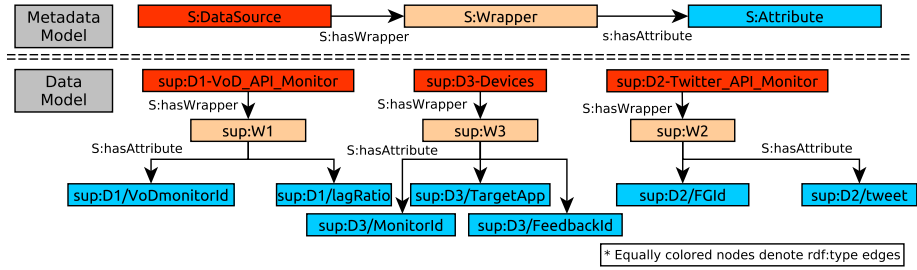 Metadata
Model
S:DataSource
S:hasWrapper
S:Wrapper
s:hasAttribute
S:Attribute
Data
Model
sup:D1-VoD_API_Monitor
sup:D3-Devices
sup:D2-Twitter_API_Monitor
S:hasWrapper
S:hasWrapper
S:hasWrapper
sup:W1
sup:W3
sup:W2
S:hasAttribute
S:hasAttribute
S:hasAttribute
sup:D1/VoDmonitorId
sup:D1/lagRatio
sup:D3/TargetApp
sup:D2/FGId
sup:D2/tweet
sup:D3/MonitorId
sup:D3/FeedbackId
* Equally colored nodes denote rdf:type edges